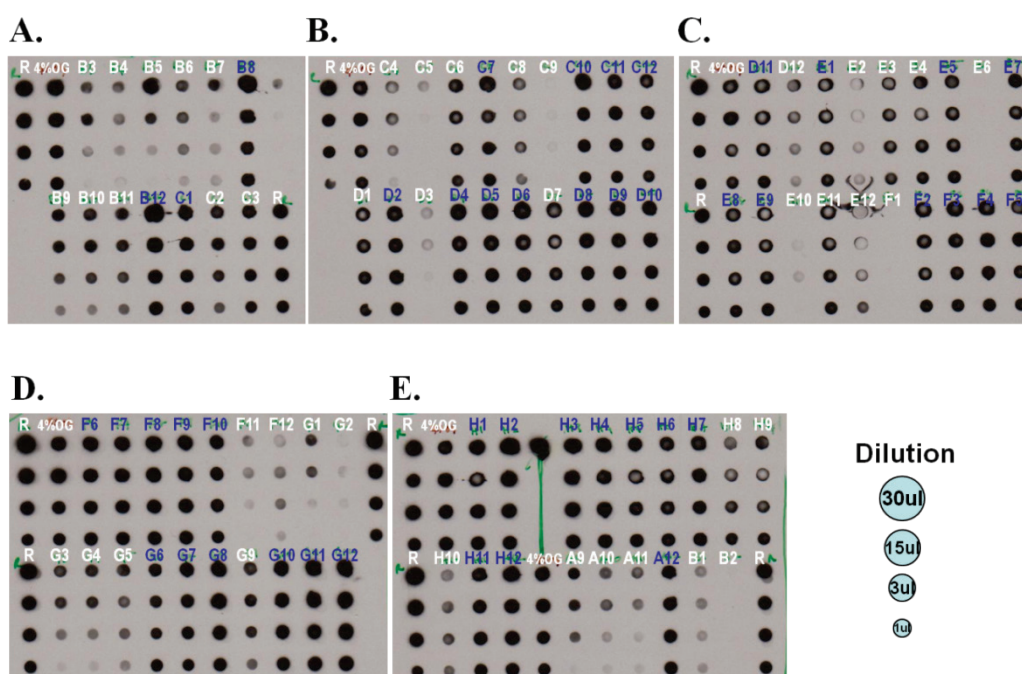 A.
B.
C.
R 4%OG B3 B4 B5 B6 B7 B8
R 4%OG C4 C5 C6 C7 C8 C9 C10 C11 C12
R 4%OG D11 D12 E1 E2 E3 E4 E5 E6 E7
B9 B10 B11 B12 C1 C2 C3 R
D1 D2 D3 D4 D5 D6 D7 D8 D9 D10
R E8 E9 E10 E11 E12 F1 F2 F3 F4 F5
D.
E.
R 4%OG F6 F7 F8 F9 F10 F11 F12 G1 G2 R
R 4%OG H1 H2 H3 H4 H5 H6 H7 H8 H9
R G3 G4 G5 G6 G7 G8 G9 G10 G11 G12
R H10 H11 H12 4%OG A9 A10 A11 A12 B1 B2 R
Dilution
30ul
15ul
3ul
1ul